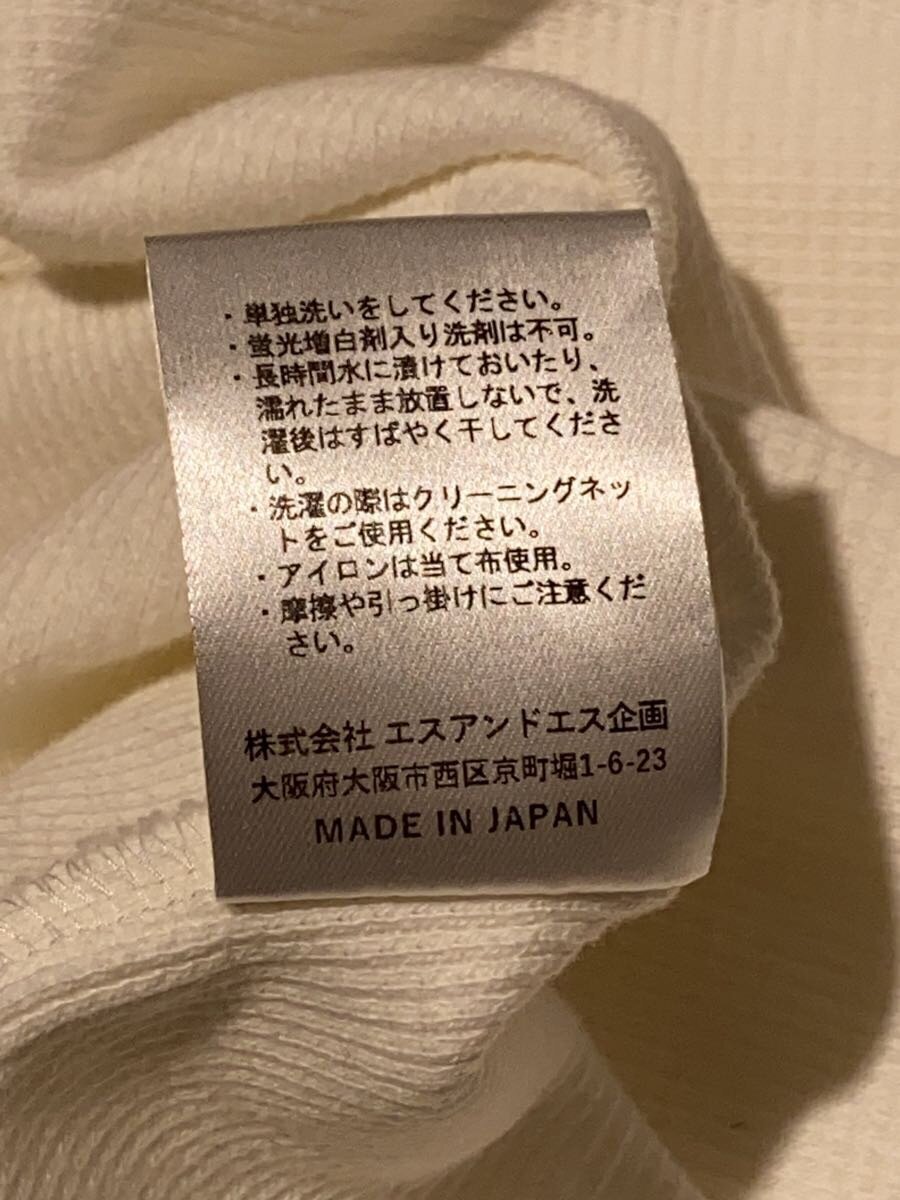 ・単独洗いをしてください。
・蛍光増白剤入り洗剤は不可。
・長時間水に漬けておいたり、
濡れたまま放置しないで、洗
濯後はすばやく干してくださ
い。
・洗濯の際はクリーニングネッ
トをご使用ください。
・アイロンは当て布使用。
・摩擦や引っ掛けにご注意くだ
さい。
株式会社 エスアンドエス企画
大阪府大阪市西区京町堀1-6-23
MADE IN JAPAN